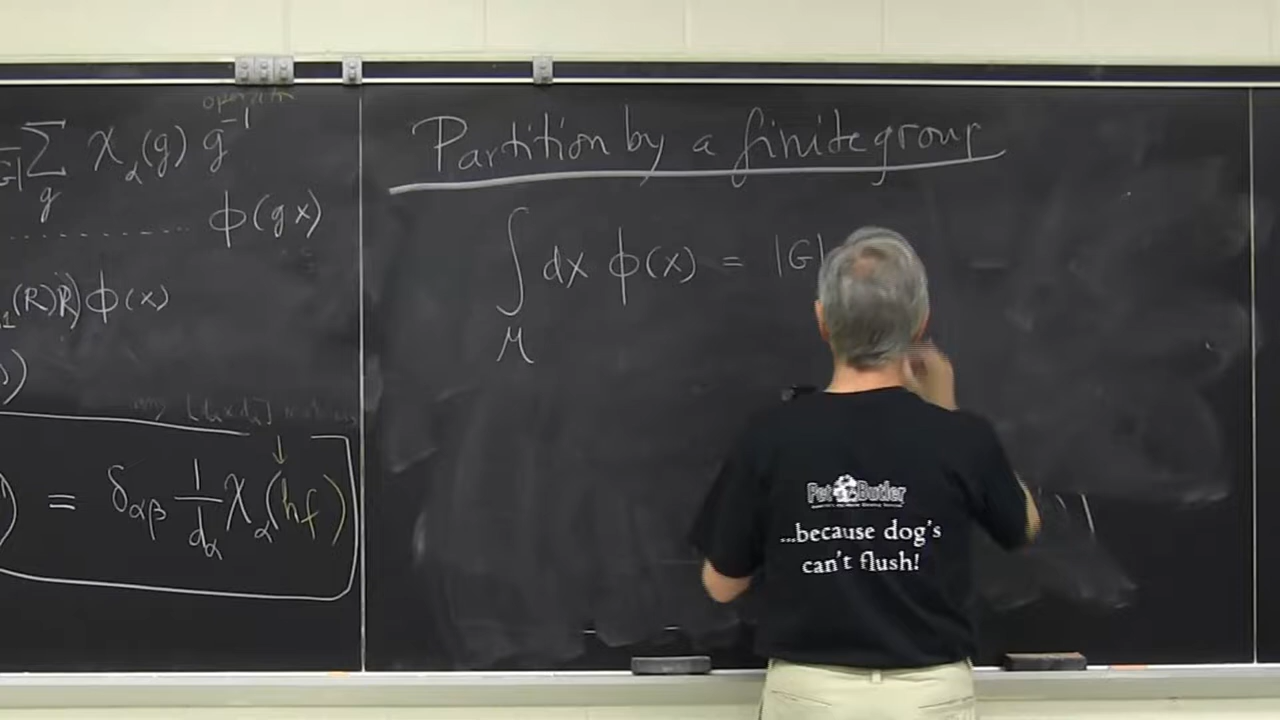 operator
|G| ∑ χ_α(g) g⁻¹
g
......... ϕ(gx)
(R)R)ϕ(x)
) = δ_αβ 1/d_α χ_α(hf)
Partition by a finite group
∫ dx ϕ(x) = |G|
M
Pet Butler
...because dog's
can't flush!